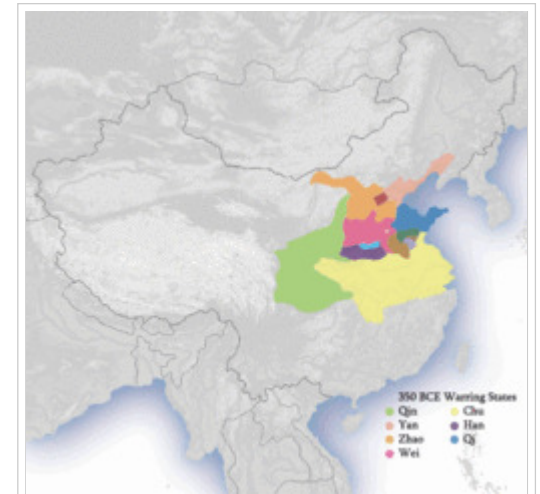 350 BCE Warring States
Qin Chu
Yan Han
Zhao Qi
Wei